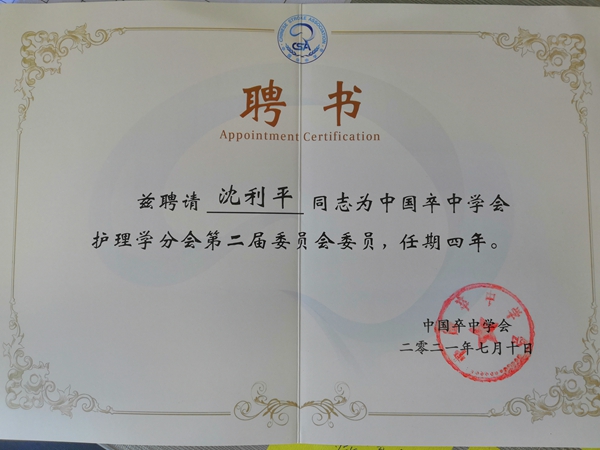 CSA
聘书
Appointment Certification
兹聘请 沈利平 同志为中国卒中学会
护理学分会第二届委员会委员，任期四年。
中国卒中学会
二零二一年七月十日